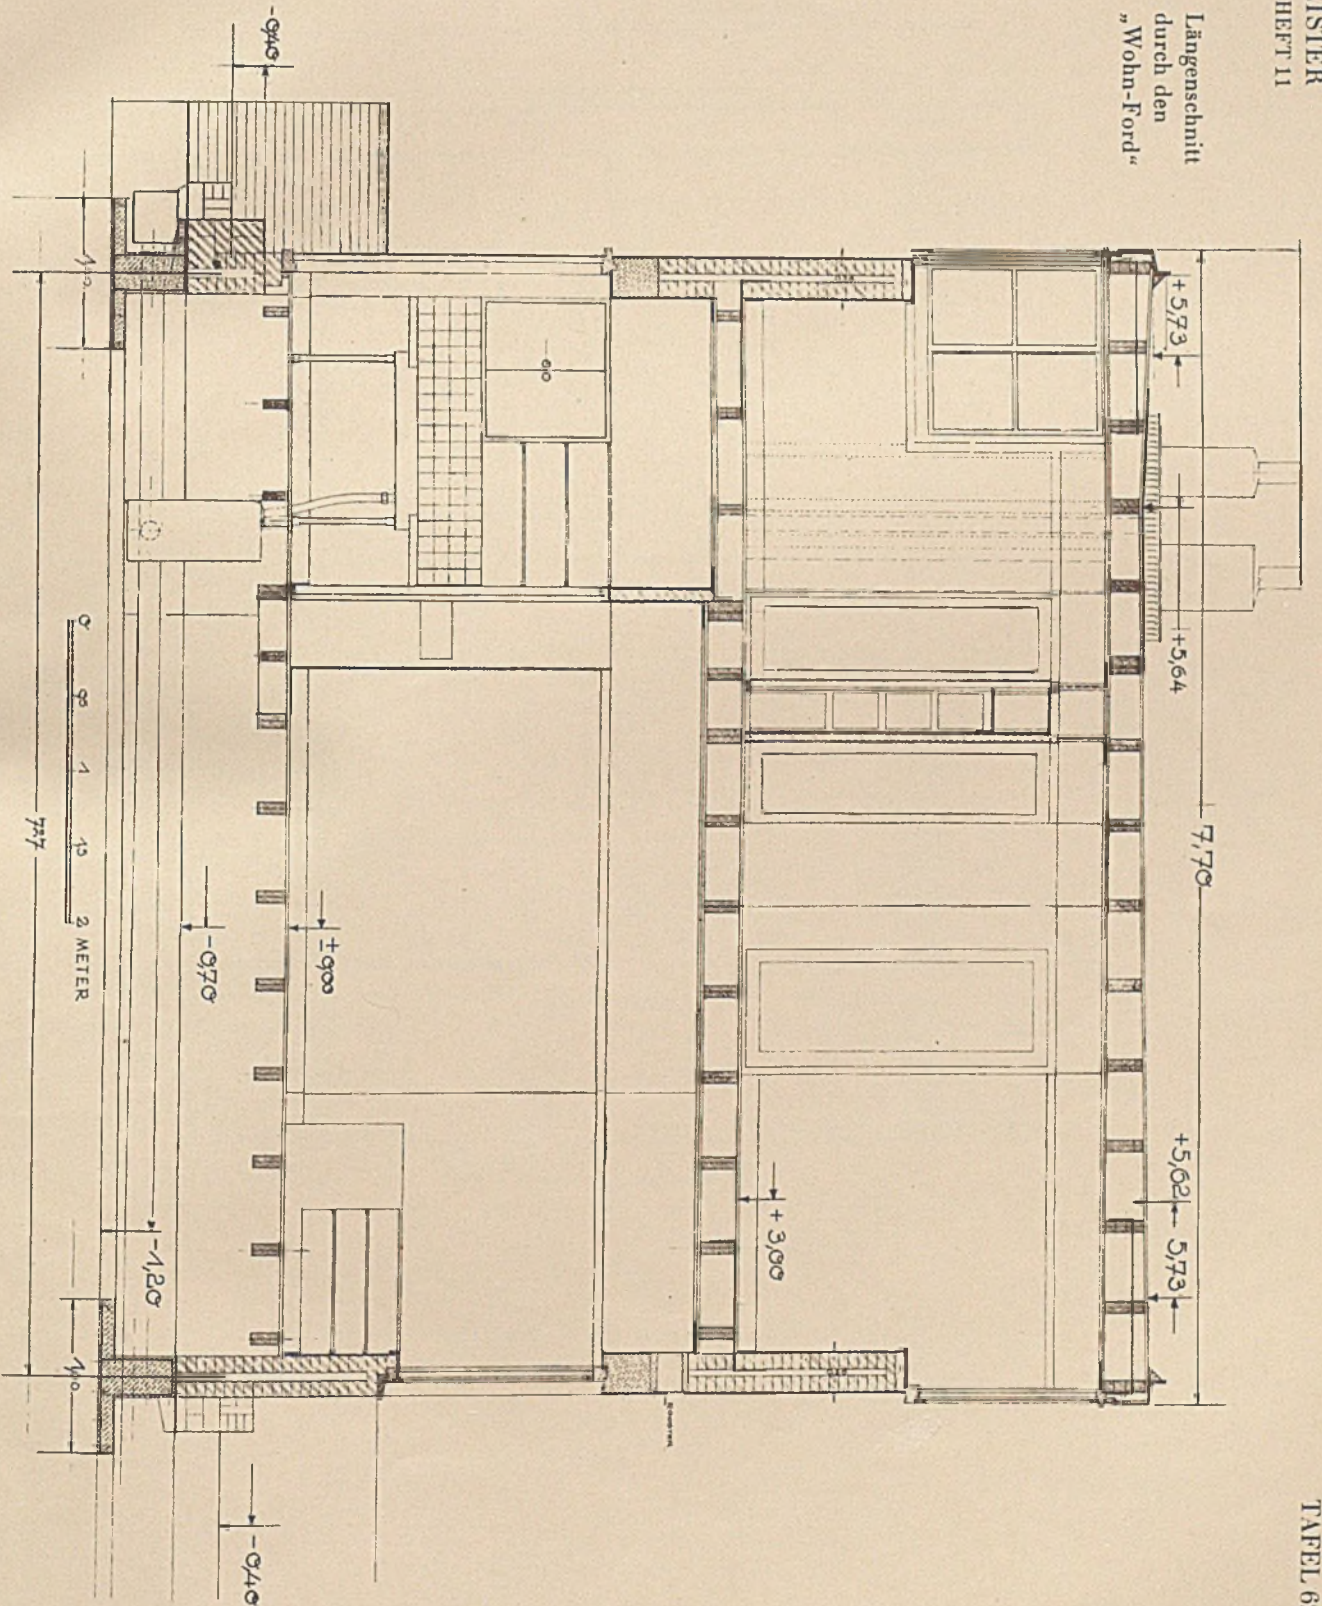 ISTER
HEFT 11
TAFEL 6
Längenschnitt
durch den
„Wohn-Ford“
7,70
+5,73
+5,64
+5,62
5,73
+ 3,00
± 0,00
-0,40
-0,70
-1,20
-0,40
1,00
1,00
0 0,5 1 1,5 2 METER
7,27